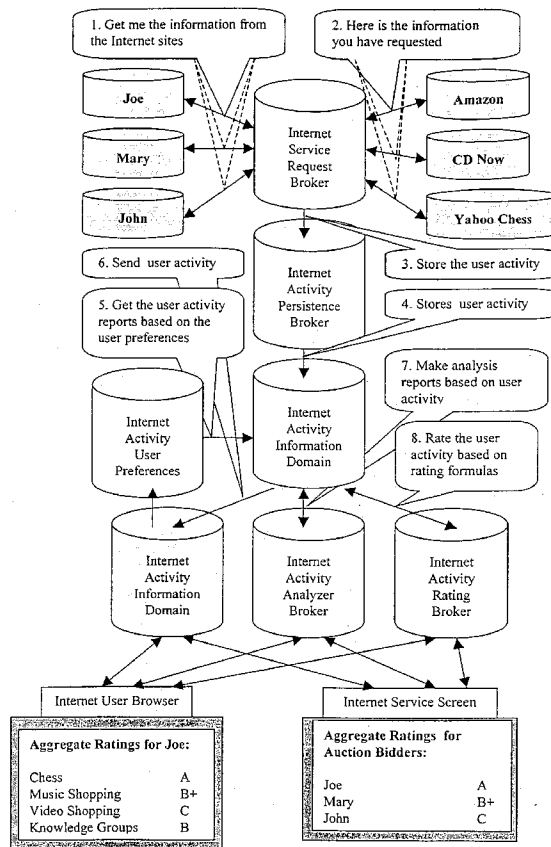 1. Get me the information from
the Internet sites
2. Here is the information
you have requested
Joe
Mary
John
Internet
Service
Request
Broker
Amazon
CD Now
Yahoo Chess
6. Send user activity
5. Get the user activity
reports based on the
user preferences
Internet
Activity
Persistence
Broker
3. Store the user activity
4. Stores user activity
7. Make analysis
reports based on user
activity
8. Rate the user
activity based on
rating formulas
Internet
Activity
User
Preferences
Internet
Activity
Information
Domain
Internet
Activity
Information
Domain
Internet
Activity
Analyzer
Broker
Internet
Activity
Rating
Broker
Internet User Browser
Aggregate Ratings for Joe:
Chess A
Music Shopping B+
Video Shopping C
Knowledge Groups B
Internet Service Screen
Aggregate Ratings for
Auction Bidders:
Joe A
Mary B+
John C